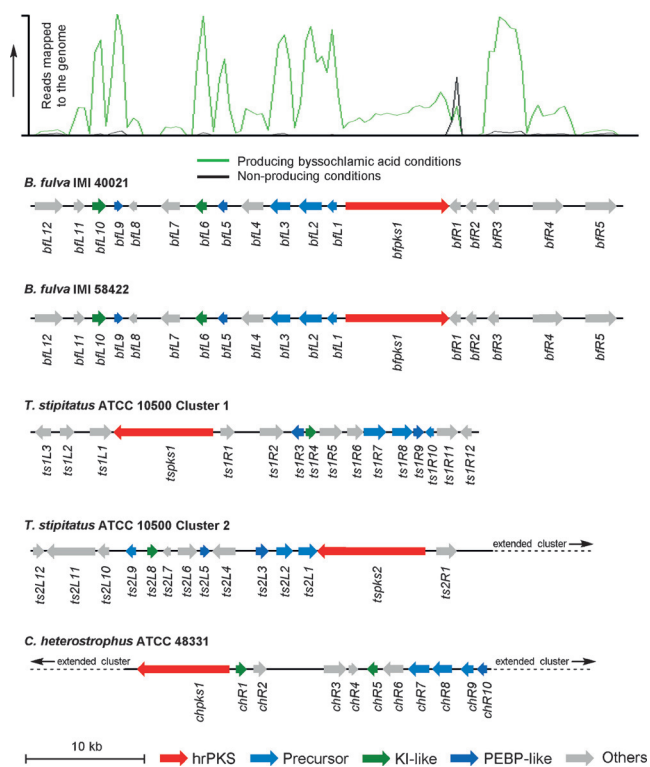 Reads mapped
to the genome
Producing byssochlamic acid conditions
Non-producing conditions
B. fulva IMI 40021
bfL12 bfL11 bfL10 bfL9 bfL8 bfL7 bfL6 bfL5 bfL4 bfL3 bfL2 bfL1 bfpks1 bfR1 bfR2 bfR3 bfR4 bfR5
B. fulva IMI 58422
bfL12 bfL11 bfL10 bfL9 bfL8 bfL7 bfL6 bfL5 bfL4 bfL3 bfL2 bfL1 bfpks1 bfR1 bfR2 bfR3 bfR4 bfR5
T. stipitatus ATCC 10500 Cluster 1
ts1L3 ts1L2 ts1L1 tspks1 ts1R1 ts1R2 ts1R3 ts1R4 ts1R5 ts1R6 ts1R7 ts1R8 ts1R9 ts1R10 ts1R11 ts1R12
T. stipitatus ATCC 10500 Cluster 2
extended cluster
ts2L12 ts2L11 ts2L10 ts2L9 ts2L8 ts2L7 ts2L6 ts2L5 ts2L4 ts2L3 ts2L2 ts2L1 tspks2 ts2R1
C. heterostrophus ATCC 48331
extended cluster extended cluster
chpks1 chR1 chR2 chR3 chR4 chR5 chR6 chR7 chR8 chR9 chR10
10 kb
hrPKS Precursor KI-like PEBP-like Others